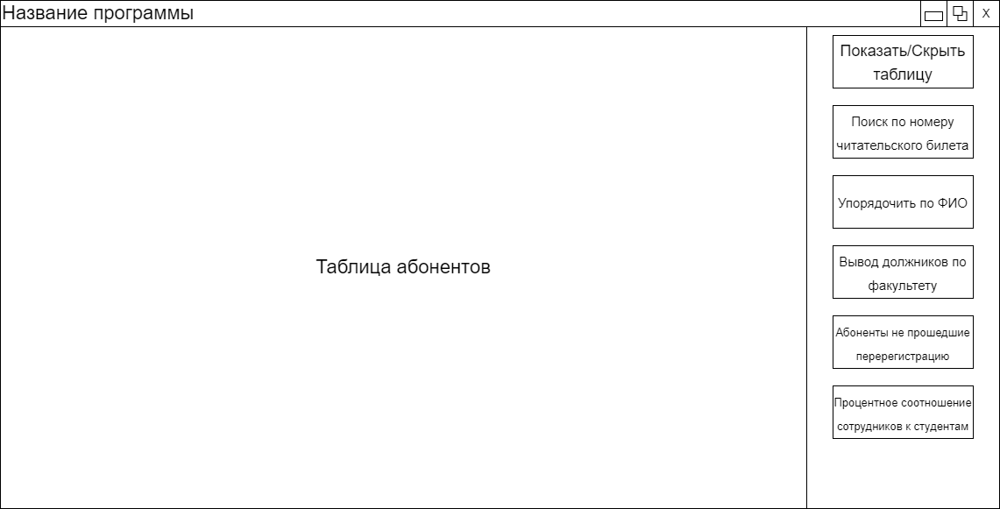 Название программы
X
Показать/Скрыть
таблицу
Поиск по номеру
читательского билета
Упорядочить по ФИО
Вывод должников по
факультету
Таблица абонентов
Абоненты не прошедшие
перерегистрацию
Процентное соотношение
сотрудников к студентам